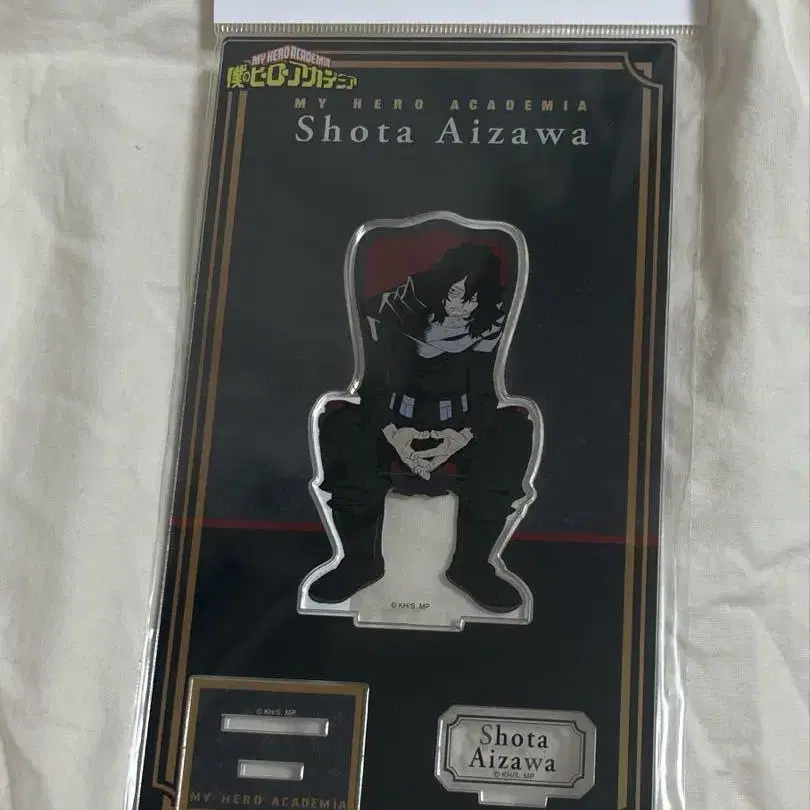 MY HERO ACADEMIA
僕のヒーローアカデミア
MY HERO ACADEMIA
Shota Aizawa
© KH/S, MP
© KH/S, MP
MY HERO ACADEMIA
Shota
Aizawa
© KH/S, MP